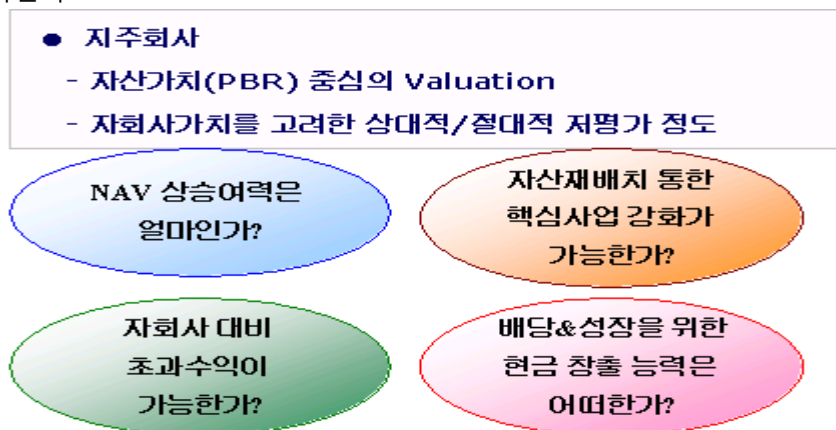 ● 지주회사
- 자산가치(PBR) 중심의 Valuation
- 자회사가치를 고려한 상대적/절대적 저평가 정도
NAV 상승여력은
얼마인가?
자산재배치 통한
핵심사업 강화가
가능한가?
자회사 대비
초과수익이
가능한가?
배당&성장을 위한
현금 창출 능력은
어떠한가?